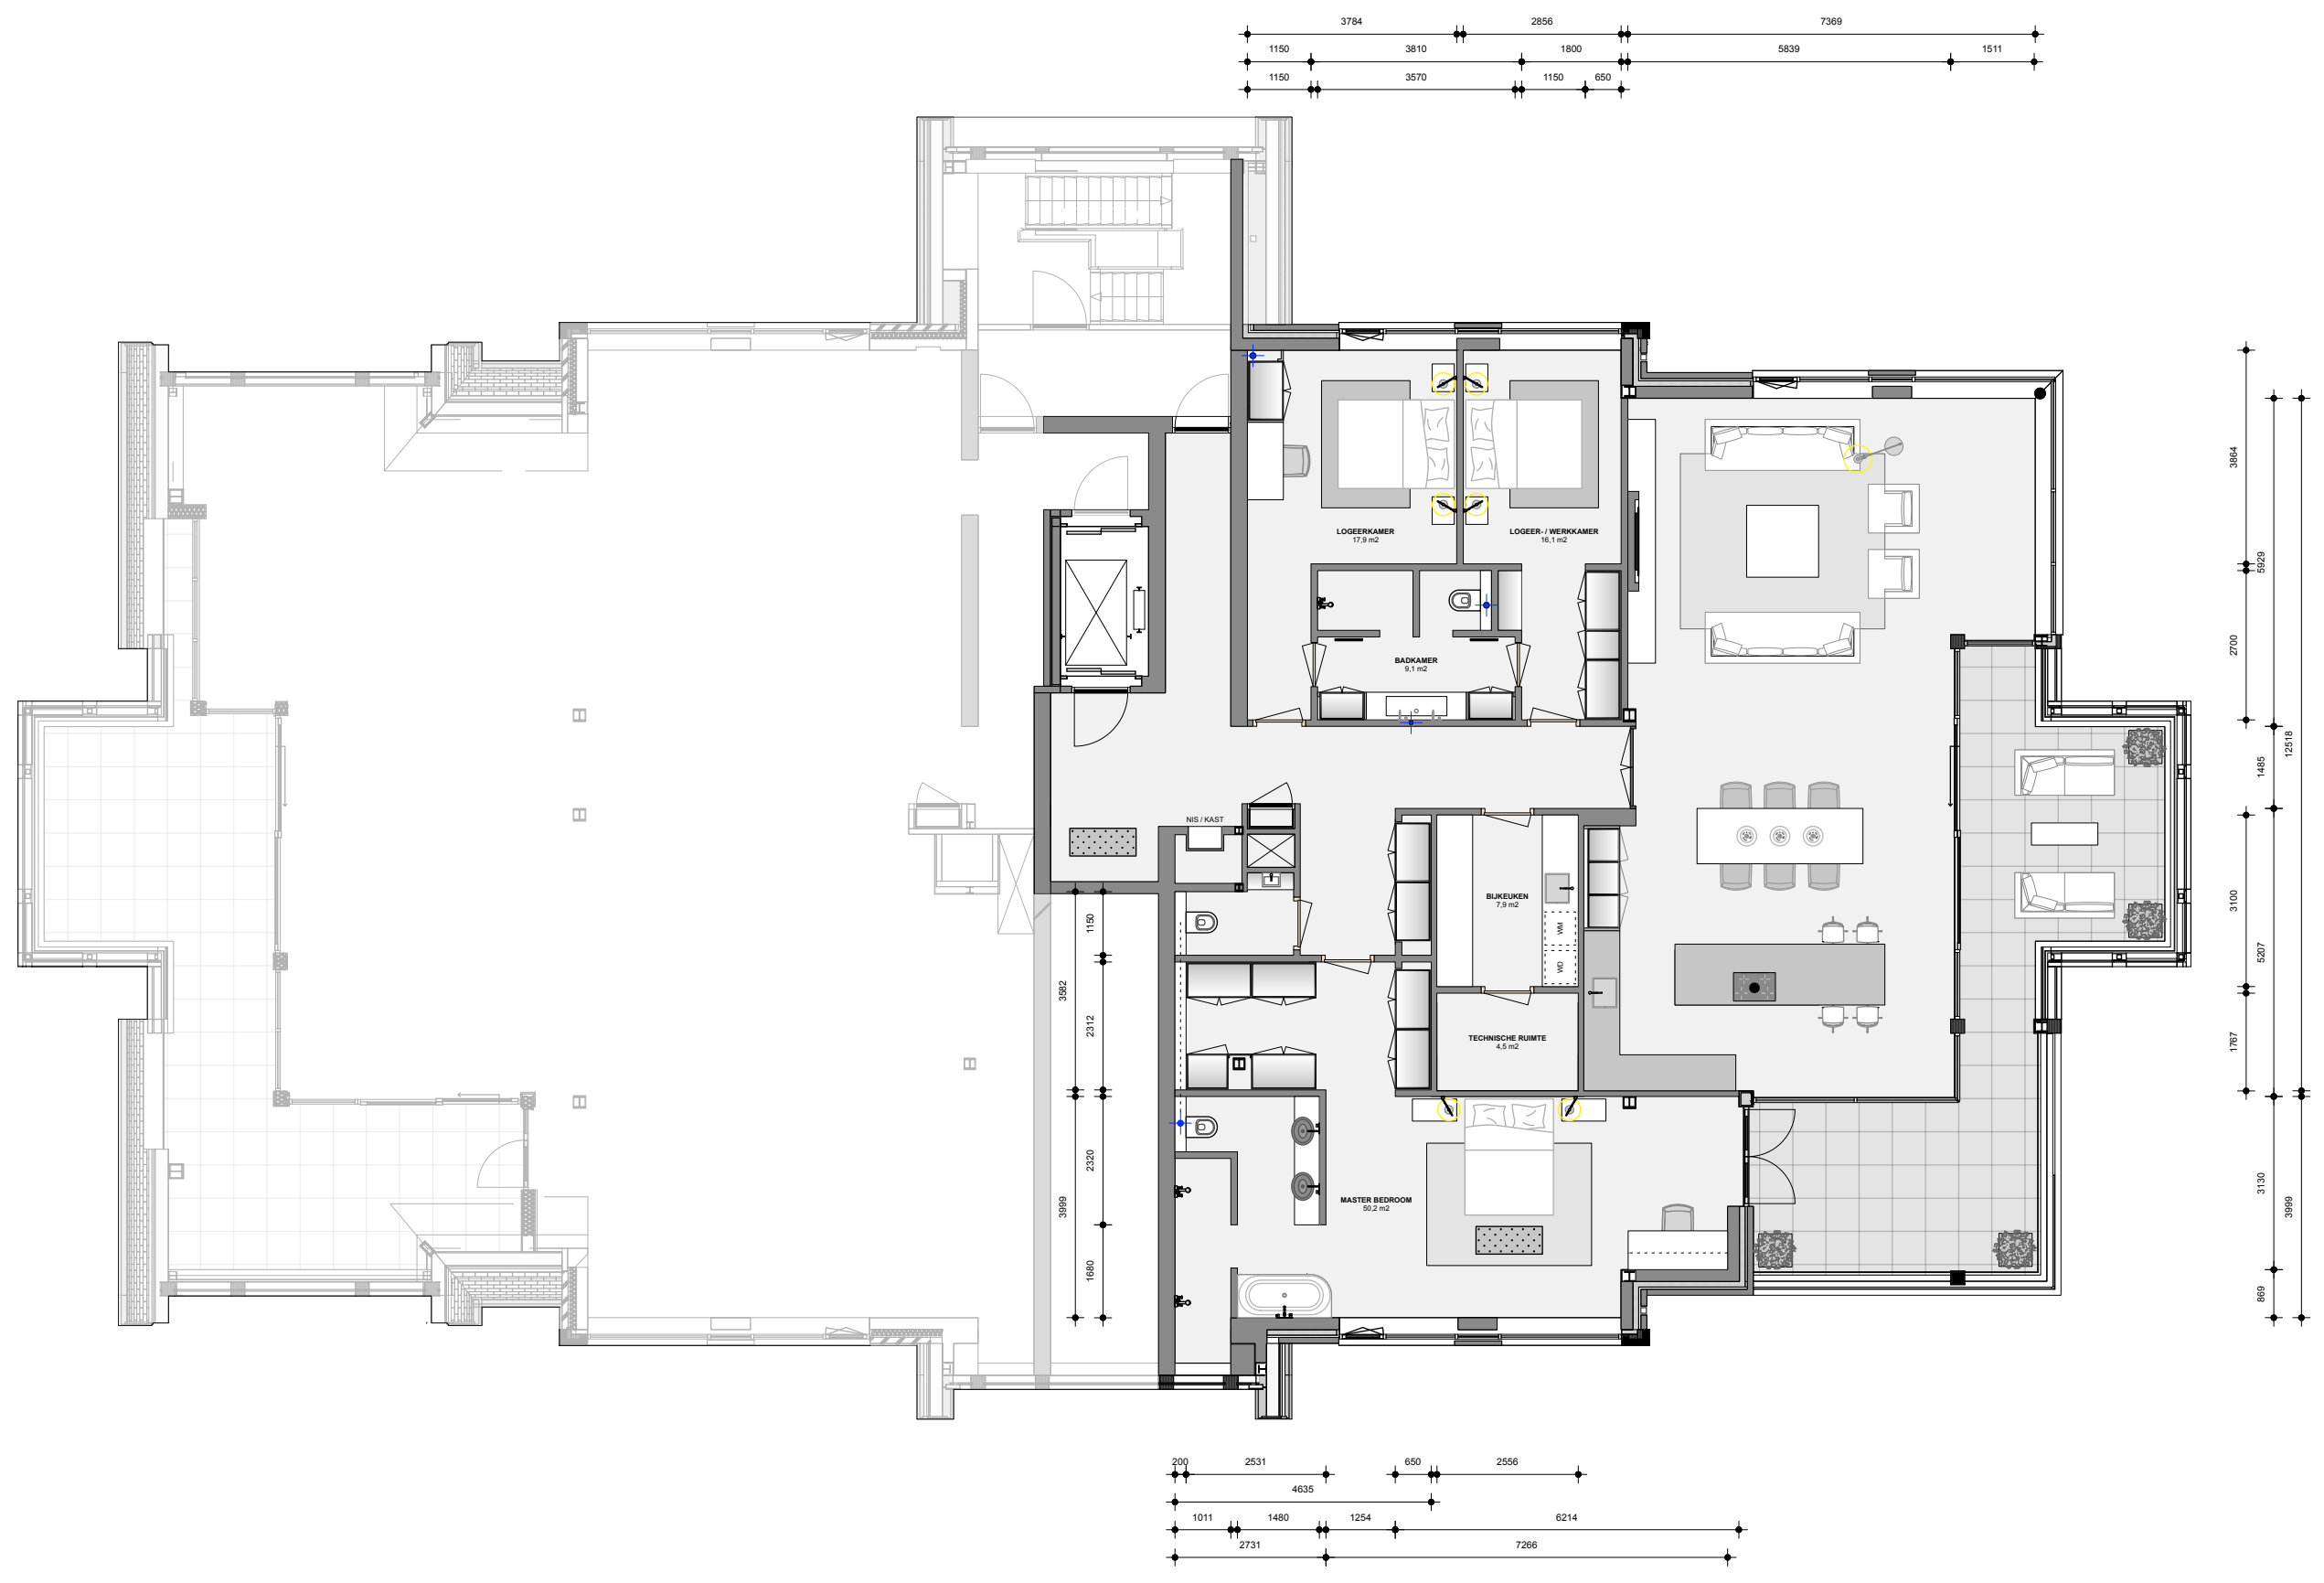 3784 2856 7369
1150 3810 1800 5839 1511
1150 3570 1150 650
LOGEERKAMER
17,9 m2
LOGEER- / WERKKAMER
16,1 m2
BADKAMER
9,1 m2
NIS / KAST
BIJKEUKEN
7,9 m2
WM
WD
TECHNISCHE RUIMTE
4,5 m2
MASTER BEDROOM
50,2 m2
1150
3582
2312
2320
3999
1680
3864
5929
2700
12518
1485
3100
5207
1767
3130
3999
869
200 2531 650 2556
4635
1011 1480 1254 6214
2731 7266